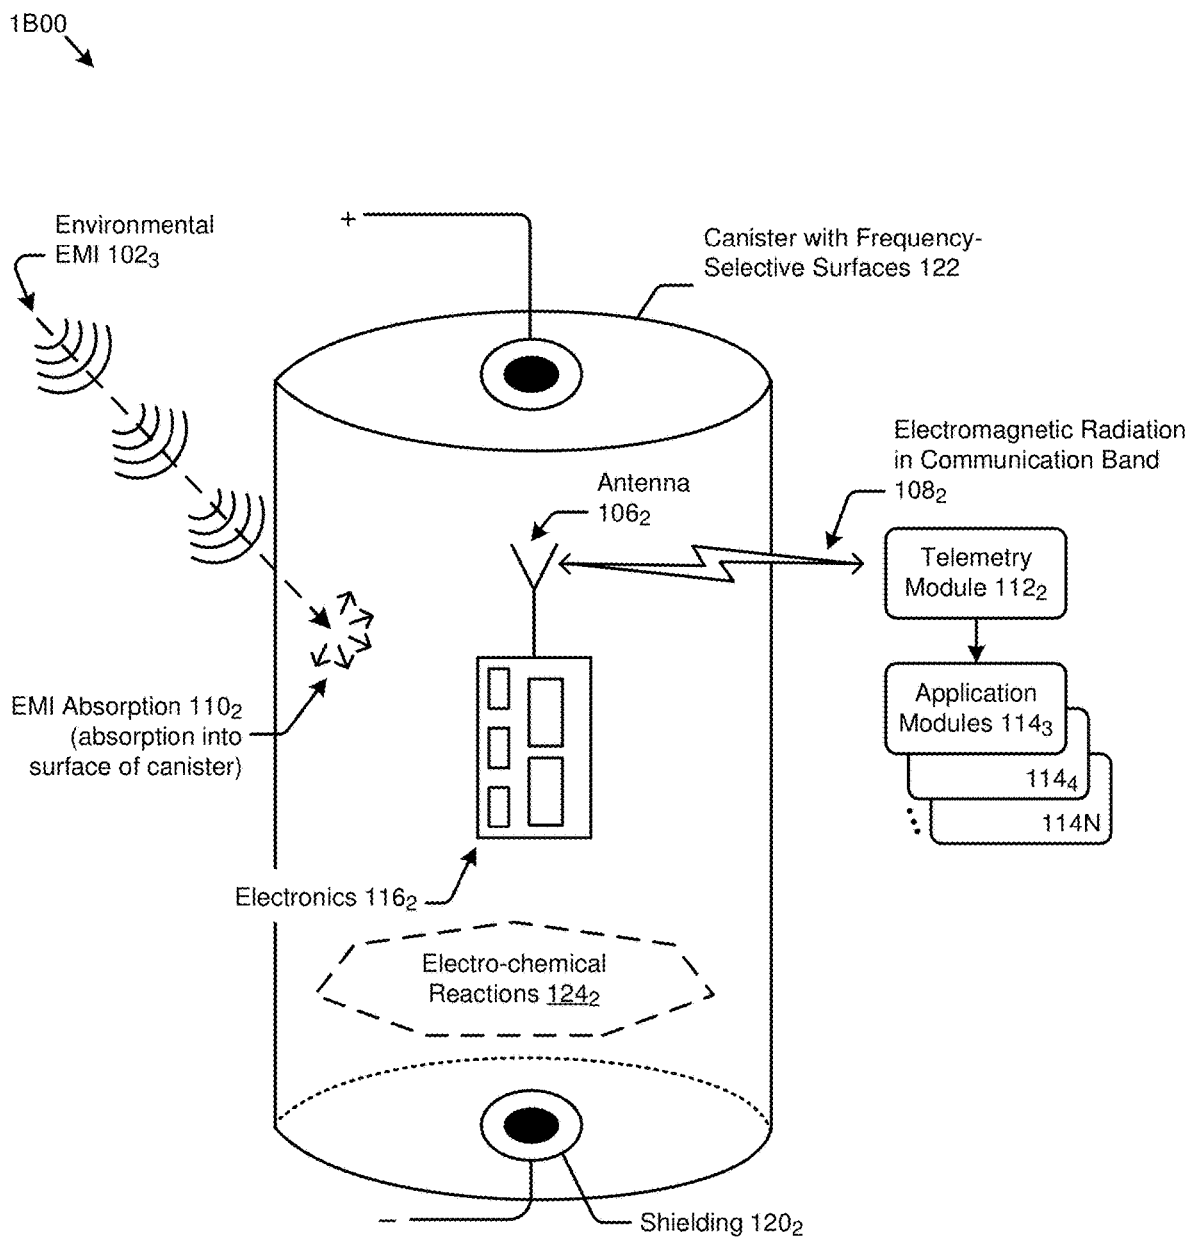 1B00
Environmental
EMI 102₃
+
Canister with Frequency-
Selective Surfaces 122
Electromagnetic Radiation
in Communication Band
108₂
Antenna
106₂
Telemetry
Module 112₂
EMI Absorption 110₂
(absorption into
surface of canister)
Application
Modules 114₃
114₄
114N
Electronics 116₂
Electro-chemical
Reactions 124₂
–
Shielding 120₂